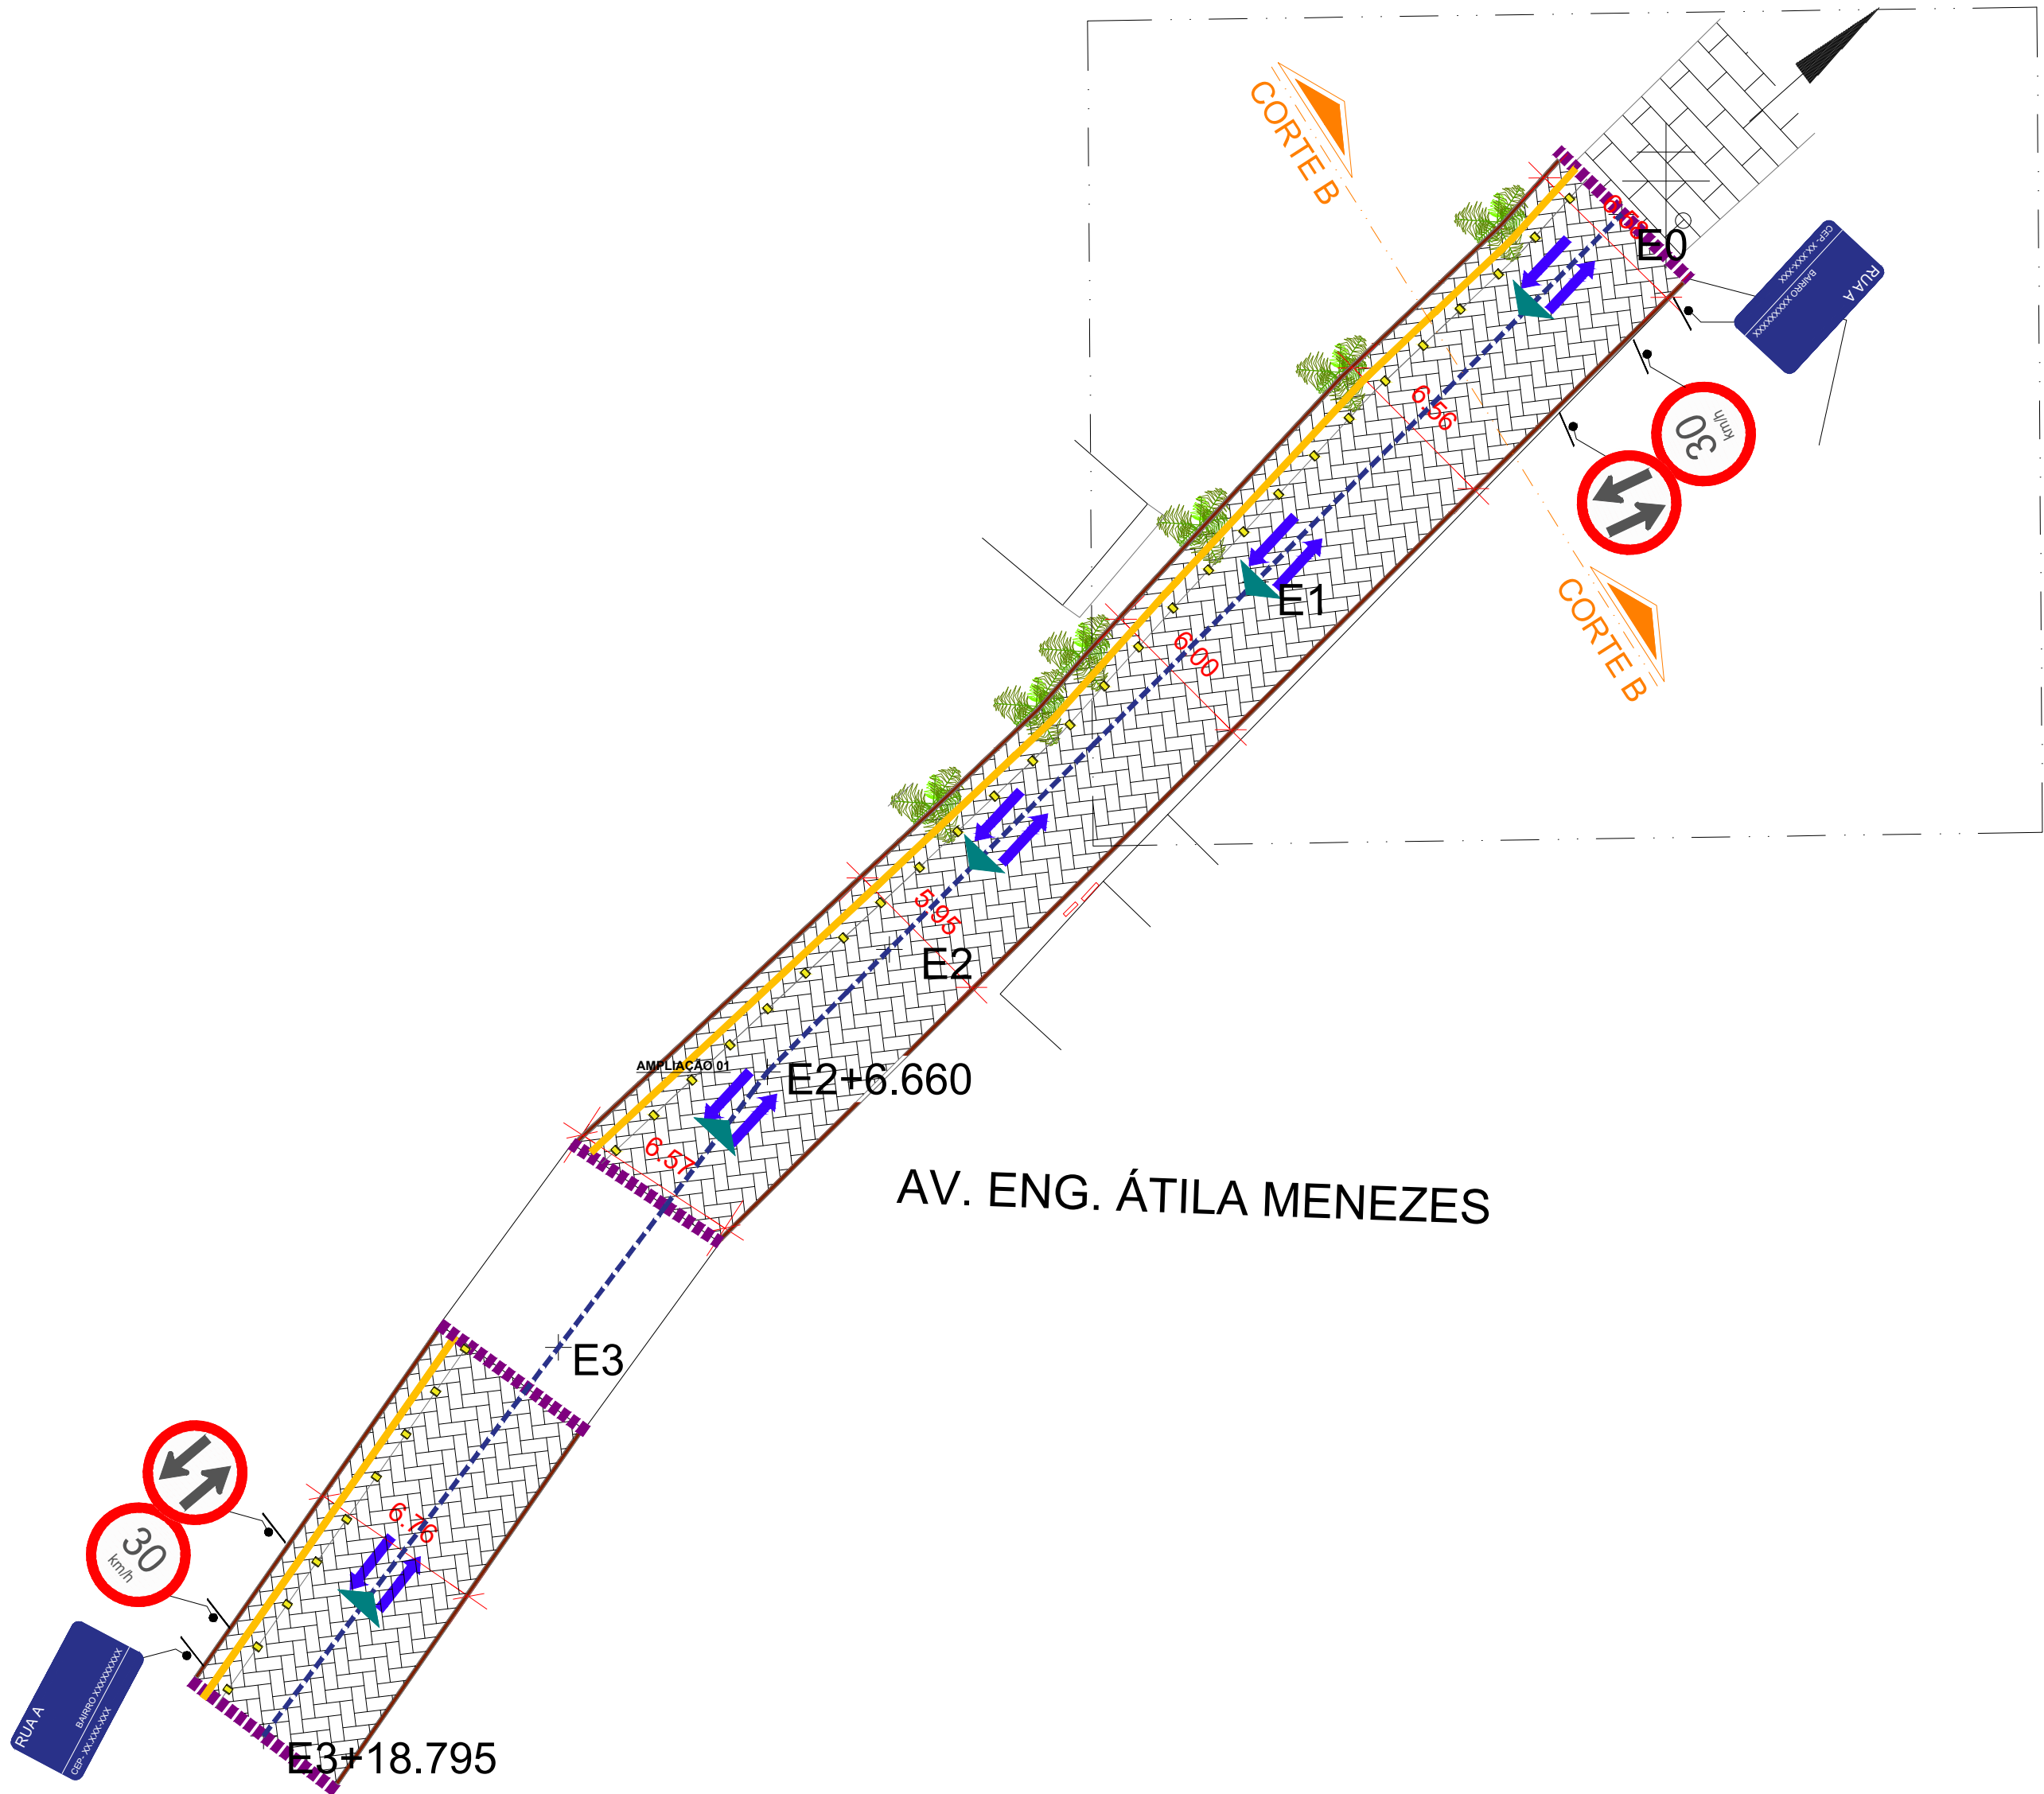 CORTE B
E0
RUA A
BAIRRO XXXXXXXXX
CEP- XX.XXX-XXX
30
km/h
6.56
E1
6.00
CORTE B
5.95
E2
AMPLIAÇÃO 01
E2+6.660
6.57
AV. ENG. ÁTILA MENEZES
E3
6.76
30
km/h
RUA A
BAIRRO XXXXXXXXX
CEP- XX.XXX-XXX
E3+18.795